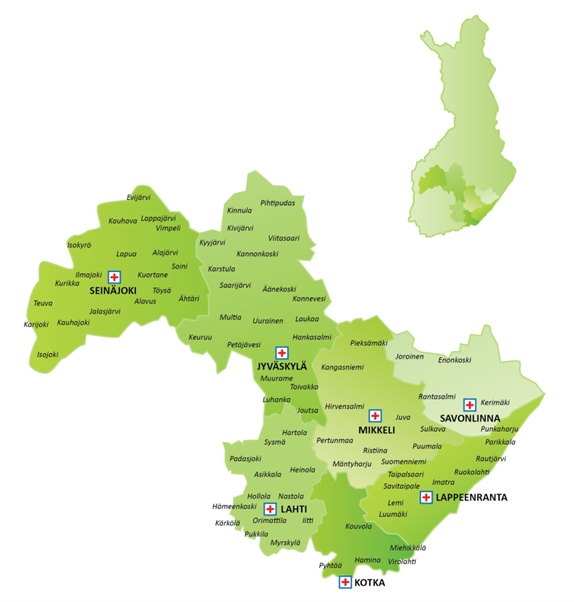 Evijärvi
Kauhava
Lappajärvi
Vimpeli
Isokyrö
Lapua
Alajärvi
Soini
Ilmajoki
Kuortane
Kurikka
SEINÄJOKI
Töysä
Ähtäri
Alavus
Teuva
Jalasjärvi
Karijoki
Kauhajoki
Isojoki
Pihtipudas
Kinnula
Kivijärvi
Viitasaari
Kyyjärvi
Kannonkoski
Karstula
Saarijärvi
Äänekoski
Konnevesi
Multia
Uurainen
Laukaa
Keuruu
Petäjävesi
Hankasalmi
JYVÄSKYLÄ
Muurame
Toivakka
Luhanka
Joutsa
Pieksämäki
Kangasniemi
Hirvensalmi
Juva
MIKKELI
Pertunmaa
Ristiina
Mäntyharju
Suomenniemi
Puumala
Sulkava
Joroinen
Enonkoski
Rantasalmi
Kerimäki
SAVONLINNA
Punkaharju
Parikkala
Rautjärvi
Ruokolahti
Taipalsaari
Imatra
Savitaipale
LAPPEENRANTA
Lemi
Luumäki
Hartola
Sysmä
Padasjoki
Heinola
Asikkala
Hollola
Nastola
Hämeenkoski
LAHTI
Kärkölä
Orimattila
Iitti
Pukkila
Myrskylä
Kouvola
Miehikkälä
Hamina
Virolahti
Pyhtää
KOTKA